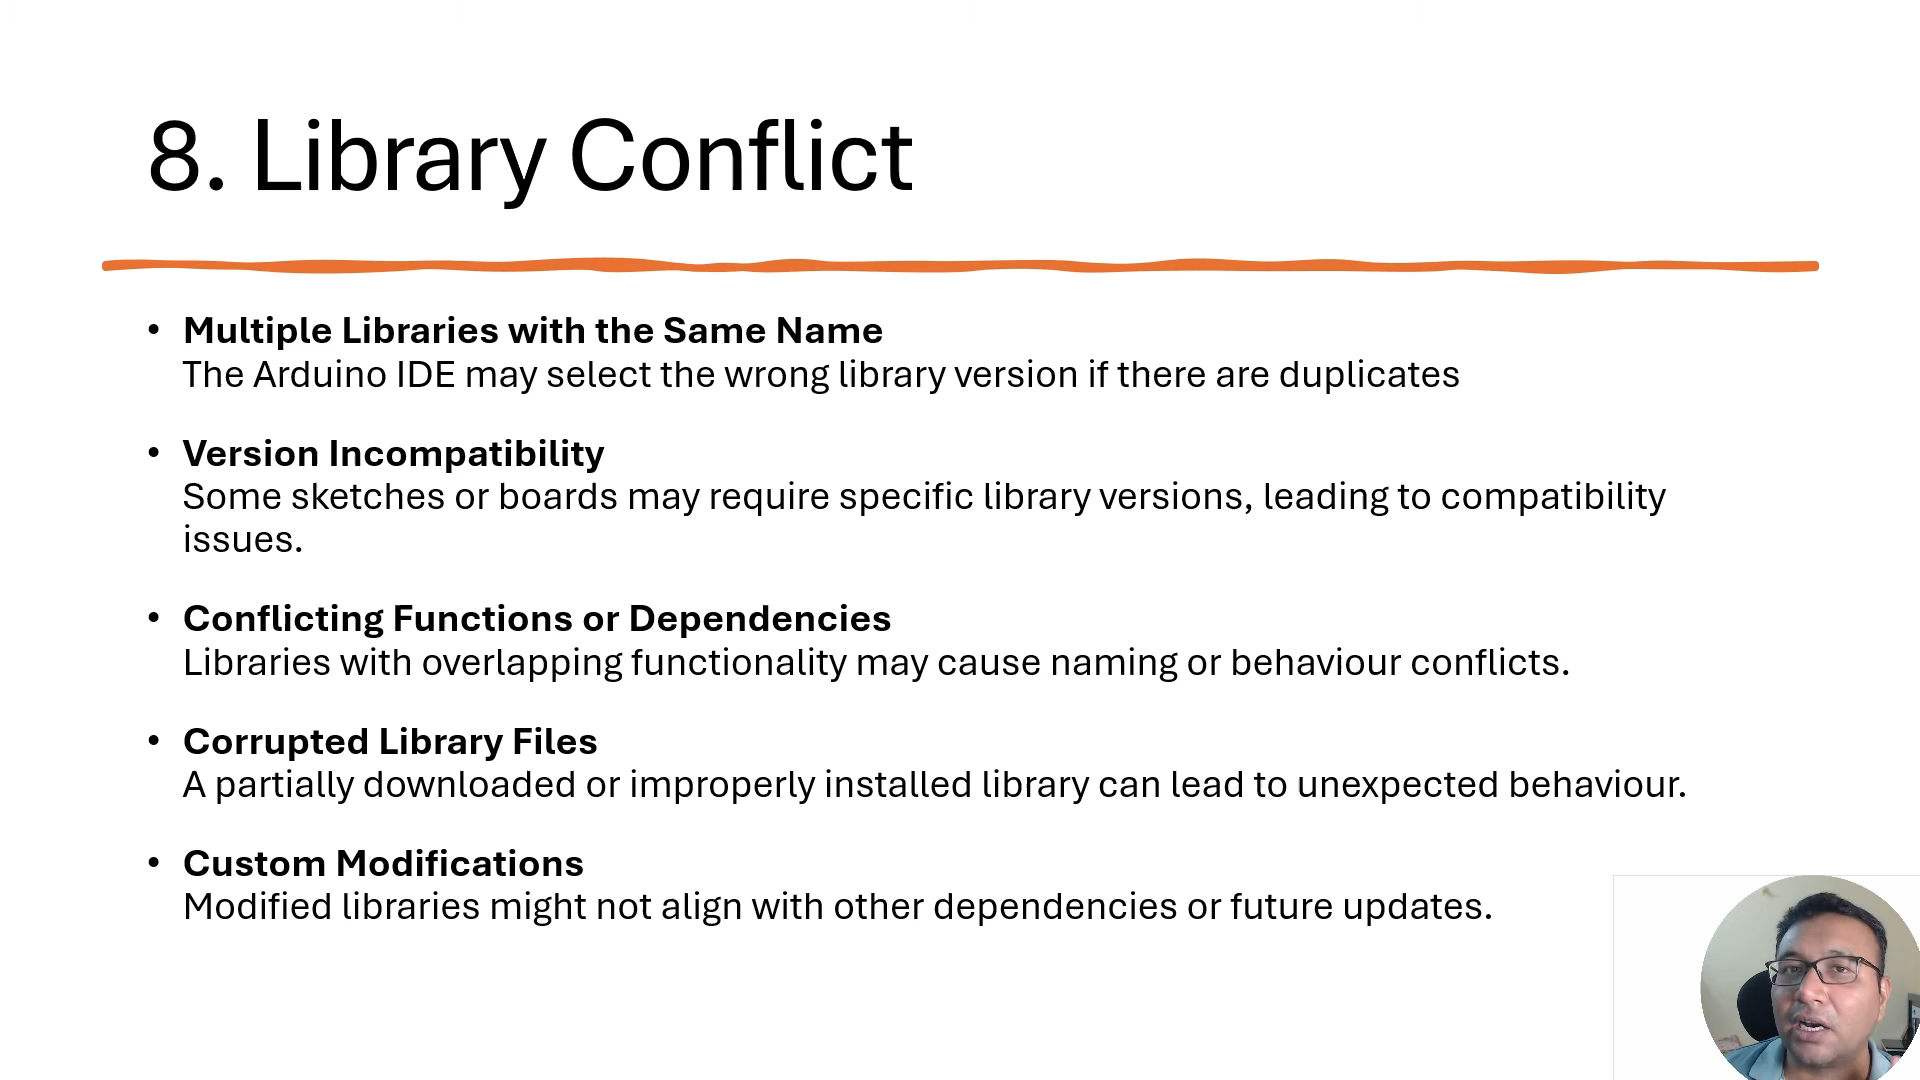 8. Library Conflict
• Multiple Libraries with the Same Name
The Arduino IDE may select the wrong library version if there are duplicates
• Version Incompatibility
Some sketches or boards may require specific library versions, leading to compatibility
issues.
• Conflicting Functions or Dependencies
Libraries with overlapping functionality may cause naming or behaviour conflicts.
• Corrupted Library Files
A partially downloaded or improperly installed library can lead to unexpected behaviour.
• Custom Modifications
Modified libraries might not align with other dependencies or future updates.